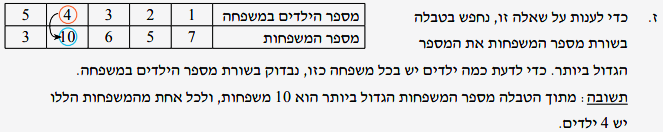 ז. כדי לענות על שאלה זו, נחפש בטבלה
בשורת מספר המשפחות את המספר
הגדול ביותר. כדי לדעת כמה ילדים יש בכל משפחה כזו, נבדוק בשורת מספר הילדים במשפחה.
תשובה: מתוך הטבלה מספר המשפחות הגדול ביותר הוא 10 משפחות, ולכל אחת מהמשפחות הללו
יש 4 ילדים.
מספר הילדים במשפחה 1 2 3 4 5
מספר המשפחות 7 5 6 10 3